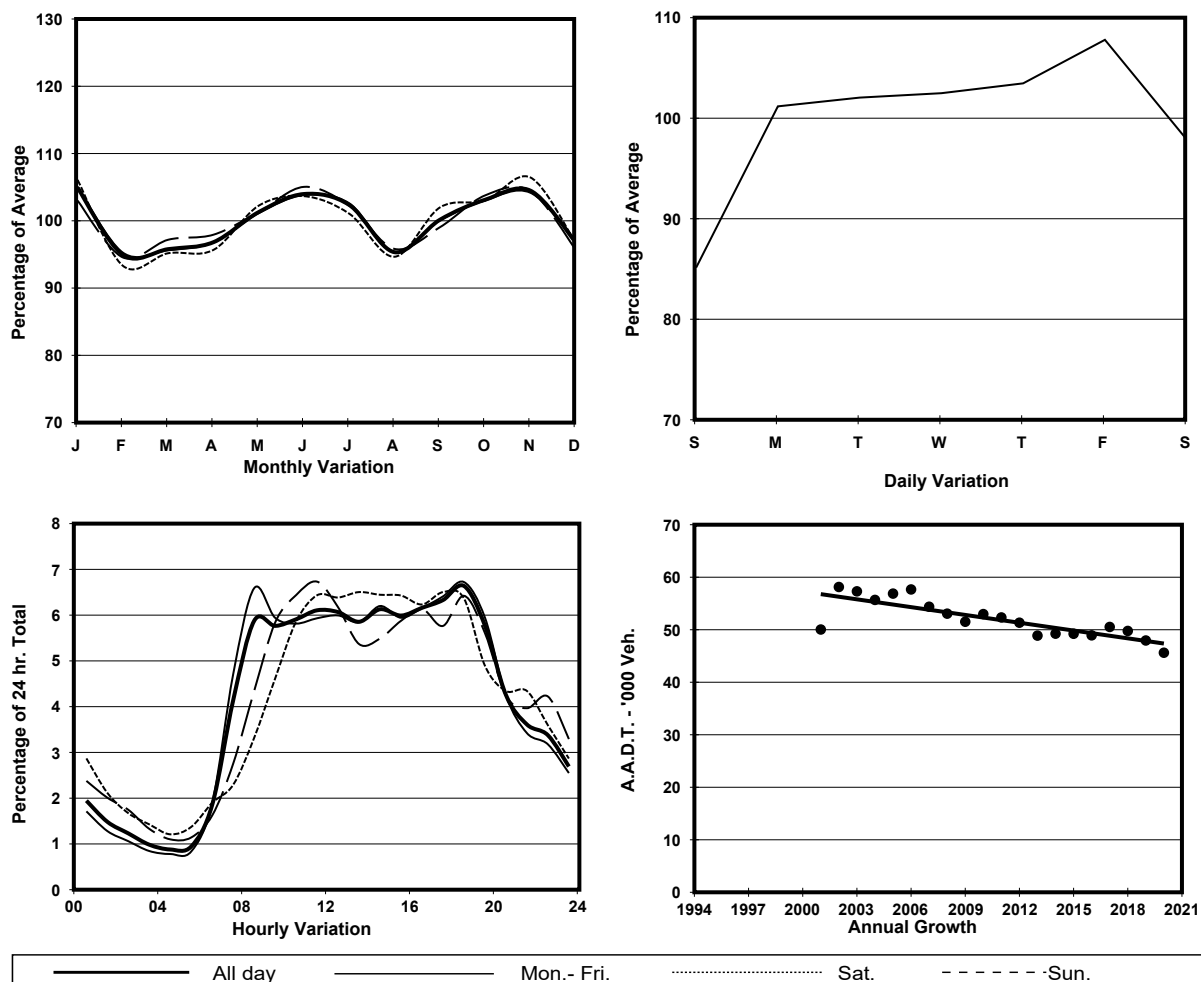 130
120
110
100
90
80
70
Percentage of Average
J F M A M J J A S O N D
Monthly Variation
110
100
90
80
70
Percentage of Average
S M T W T F S
Daily Variation
8
7
6
5
4
3
2
1
0
Percentage of 24 hr. Total
00 04 08 12 16 20 24
Hourly Variation
70
60
50
40
30
20
10
0
A.A.D.T. - '000 Veh.
1994 1997 2000 2003 2006 2009 2012 2015 2018 2021
Annual Growth
All day Mon.- Fri. Sat. Sun.